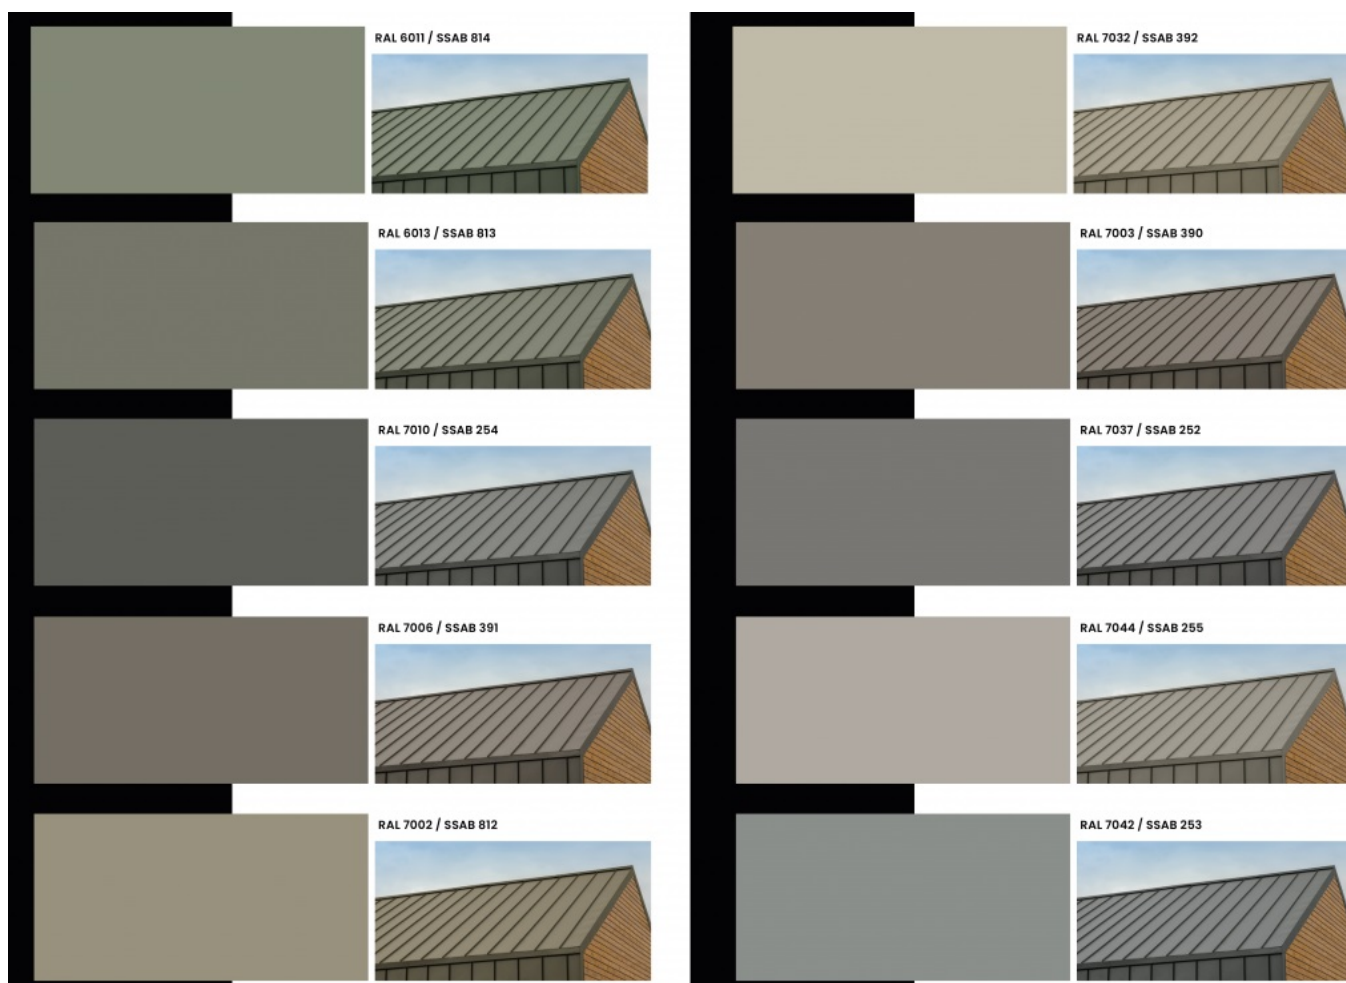 RAL 6011 / SSAB 814
RAL 6013 / SSAB 813
RAL 7010 / SSAB 254
RAL 7006 / SSAB 391
RAL 7002 / SSAB 812
RAL 7032 / SSAB 392
RAL 7003 / SSAB 390
RAL 7037 / SSAB 252
RAL 7044 / SSAB 255
RAL 7042 / SSAB 253